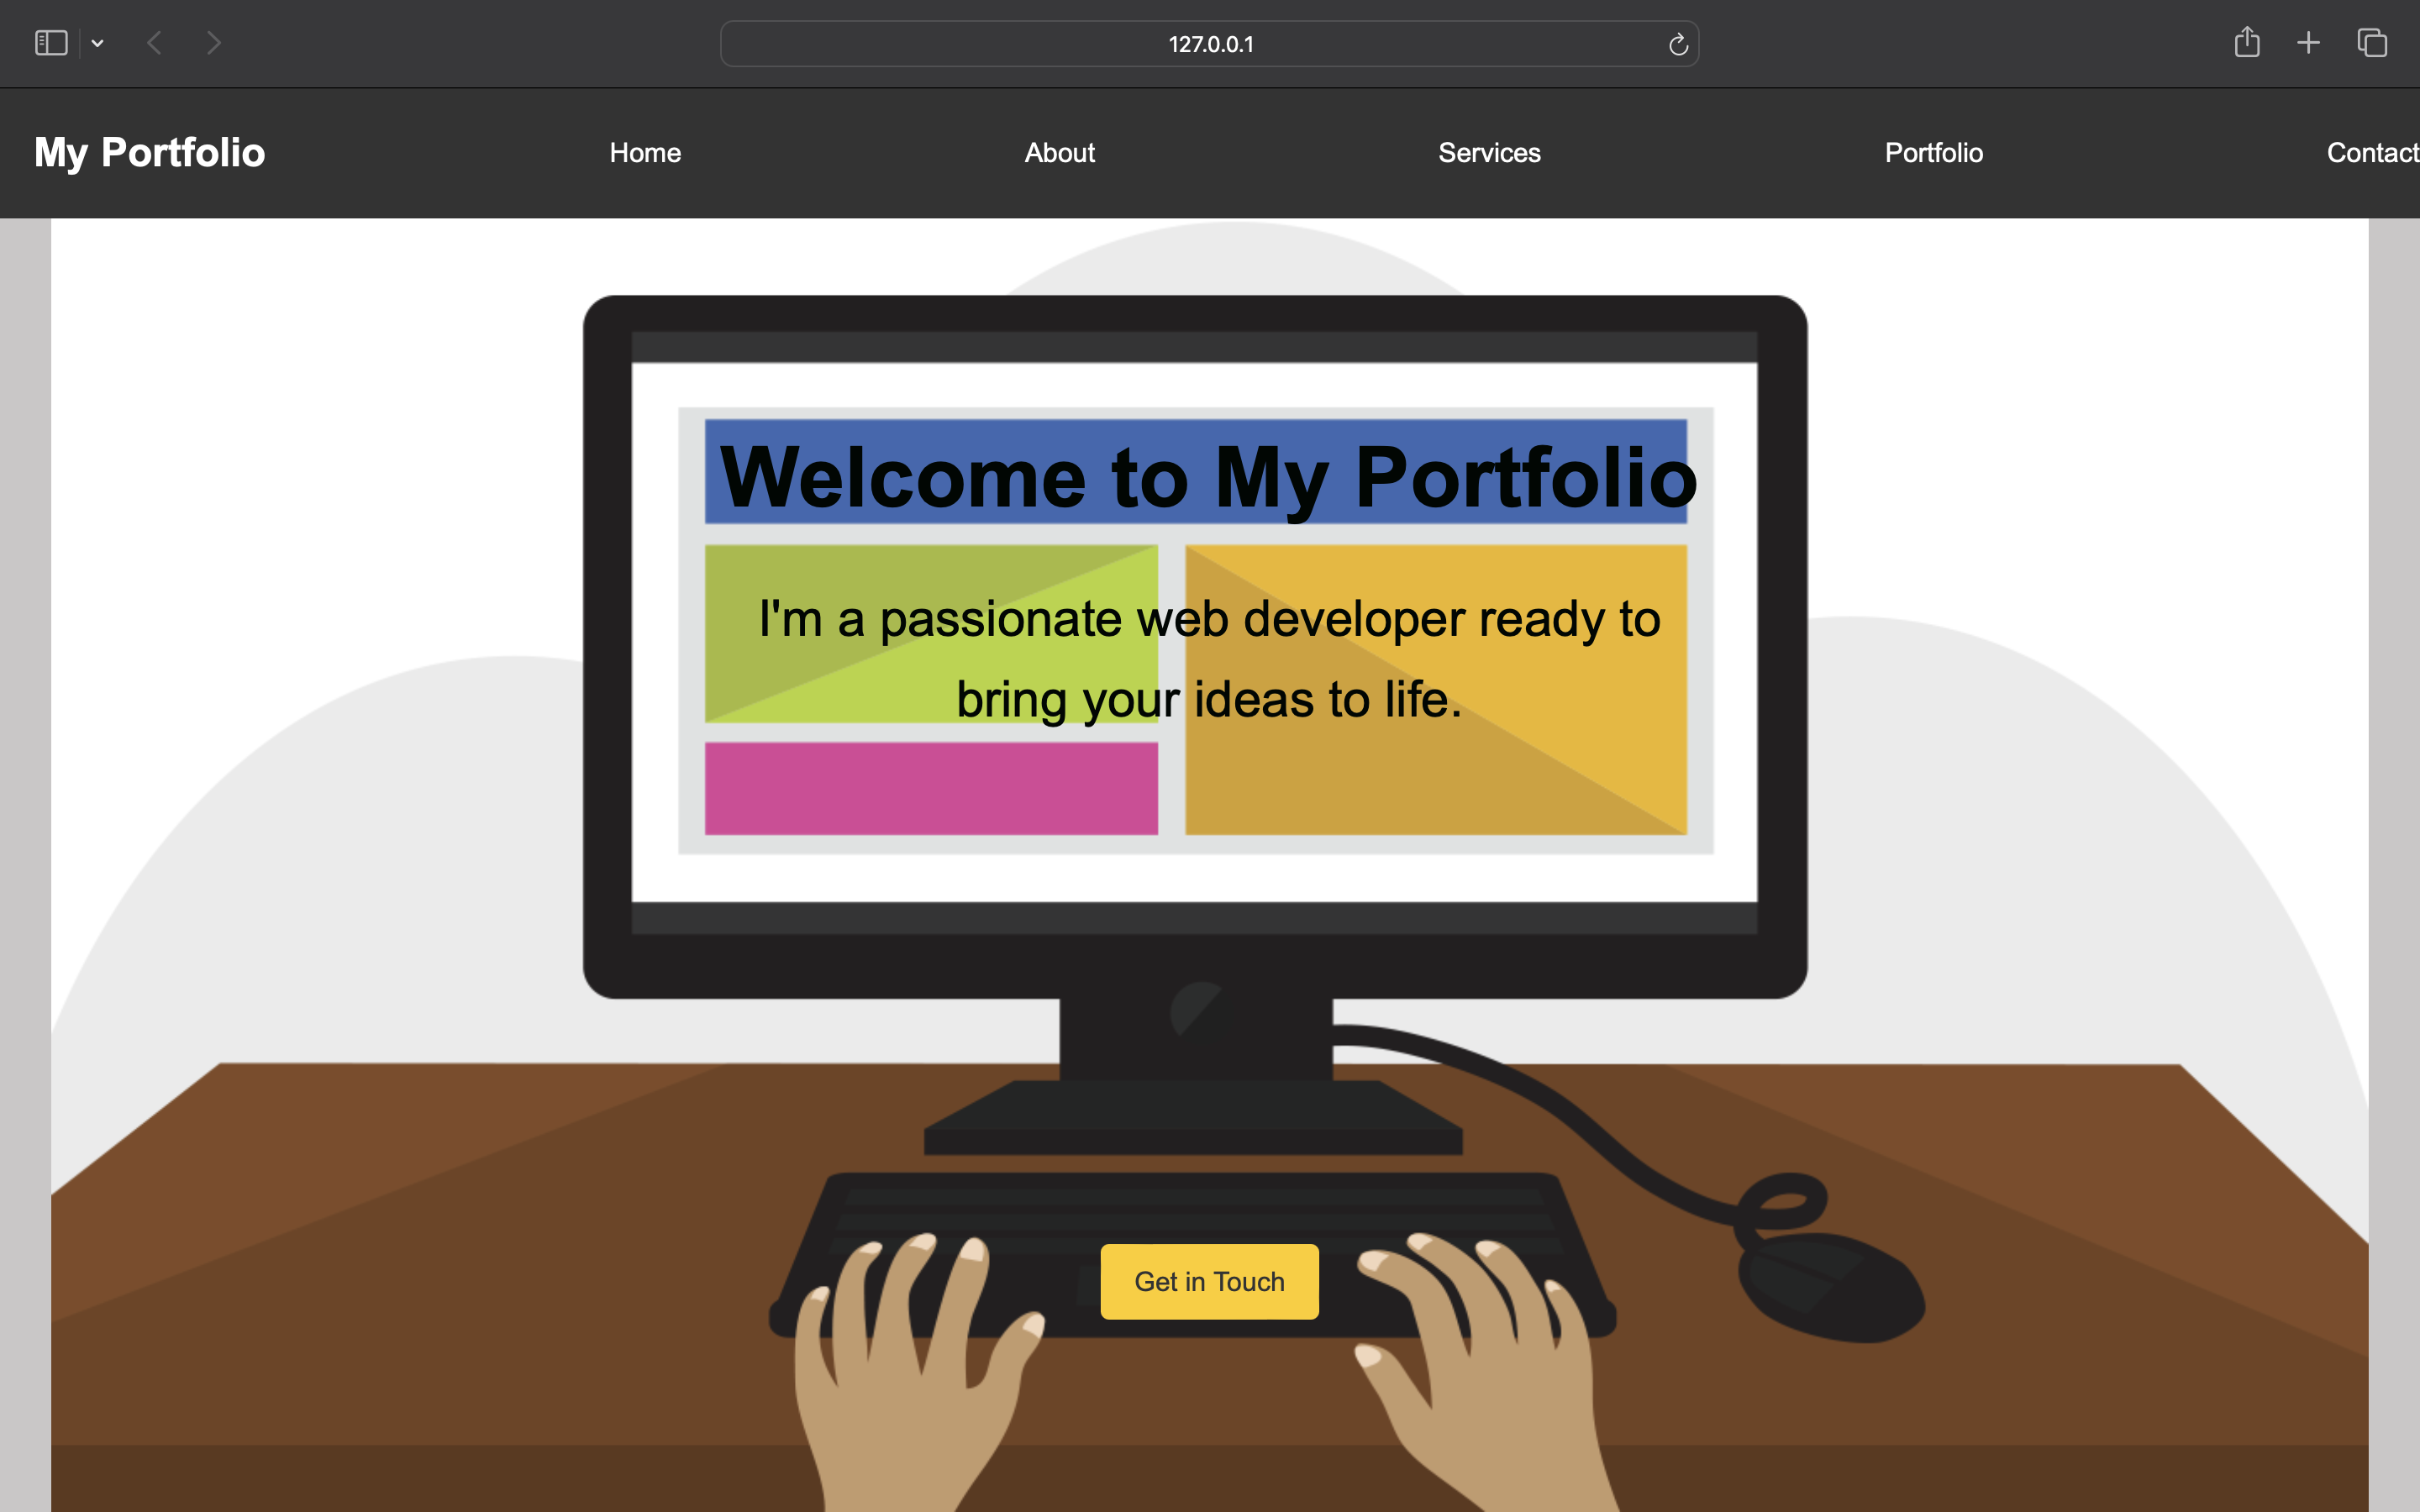 127.0.0.1
My Portfolio Home About Services Portfolio Contact
Welcome to My Portfolio
I'm a passionate web developer ready to
bring your ideas to life.
Get in Touch